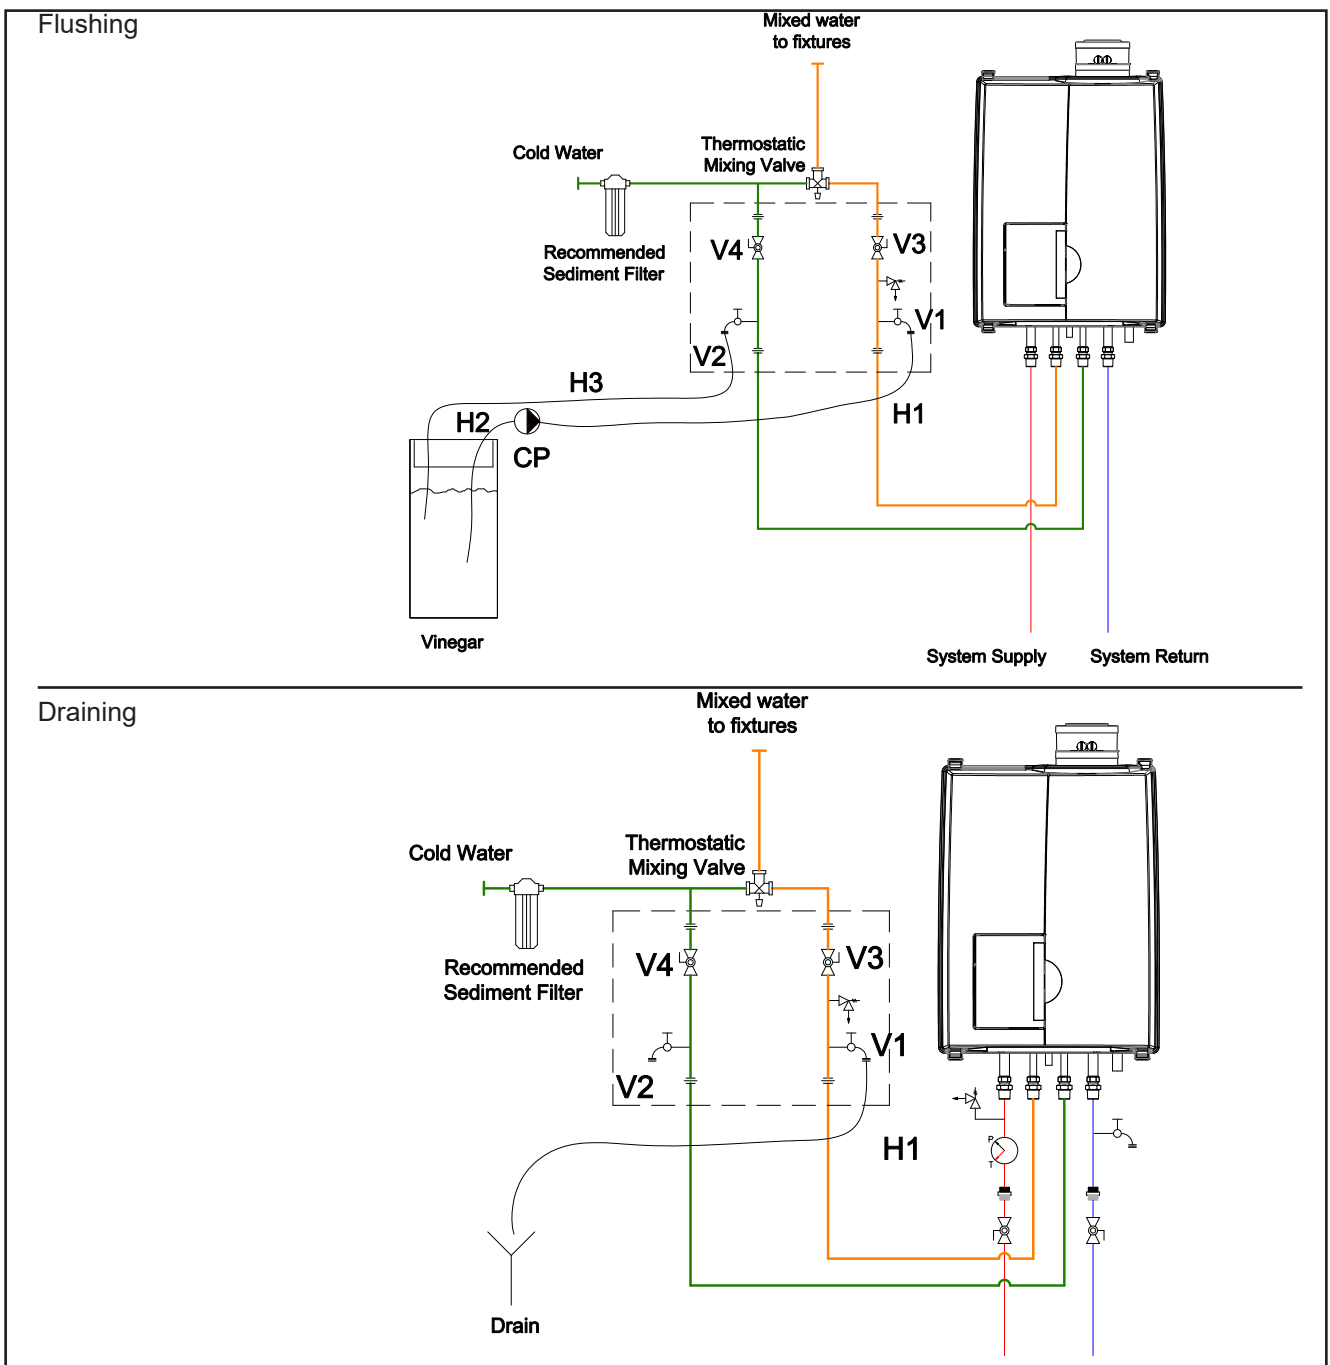 Flushing
Mixed water
to fixtures
Thermostatic
Mixing Valve
Cold Water
Recommended
Sediment Filter
V4
V3
V1
V2
H3
H2
H1
CP
Vinegar
System Supply
System Return
Draining
Mixed water
to fixtures
Thermostatic
Mixing Valve
Cold Water
Recommended
Sediment Filter
V4
V3
V1
V2
H1
P
T
Drain